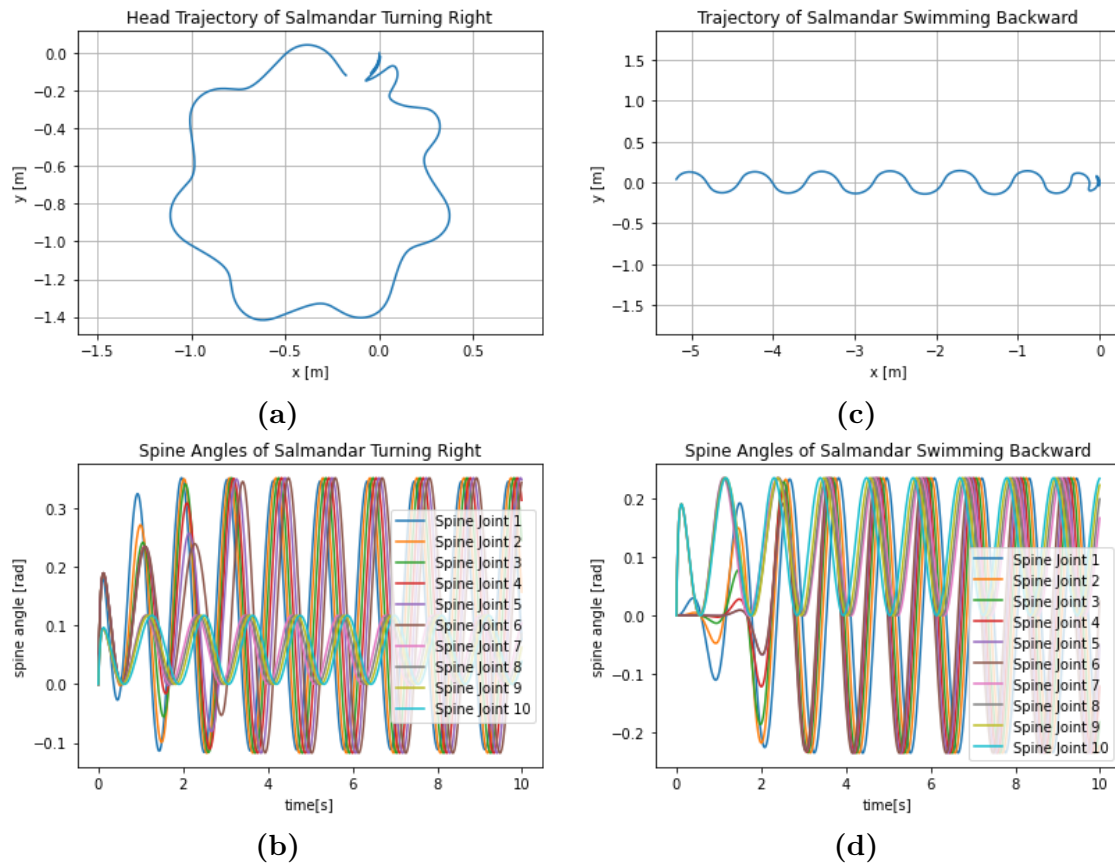 Head Trajectory of Salmandar Turning Right
0.0
−0.2
−0.4
−0.6
−0.8
−1.0
−1.2
−1.4
y [m]
−1.5
−1.0
−0.5
0.0
0.5
x [m]
(a)
Trajectory of Salmandar Swimming Backward
1.5
1.0
0.5
0.0
−0.5
−1.0
−1.5
y [m]
−5
−4
−3
−2
−1
0
x [m]
(c)
Spine Angles of Salmandar Turning Right
0.3
0.2
0.1
0.0
−0.1
spine angle [rad]
Spine Joint 1
Spine Joint 2
Spine Joint 3
Spine Joint 4
Spine Joint 5
Spine Joint 6
Spine Joint 7
Spine Joint 8
Spine Joint 9
Spine Joint 10
0
2
4
6
8
10
time[s]
(b)
Spine Angles of Salmandar Swimming Backward
0.2
0.1
0.0
−0.1
−0.2
spine angle [rad]
Spine Joint 1
Spine Joint 2
Spine Joint 3
Spine Joint 4
Spine Joint 5
Spine Joint 6
Spine Joint 7
Spine Joint 8
Spine Joint 9
Spine Joint 10
0
2
4
6
8
10
time[s]
(d)